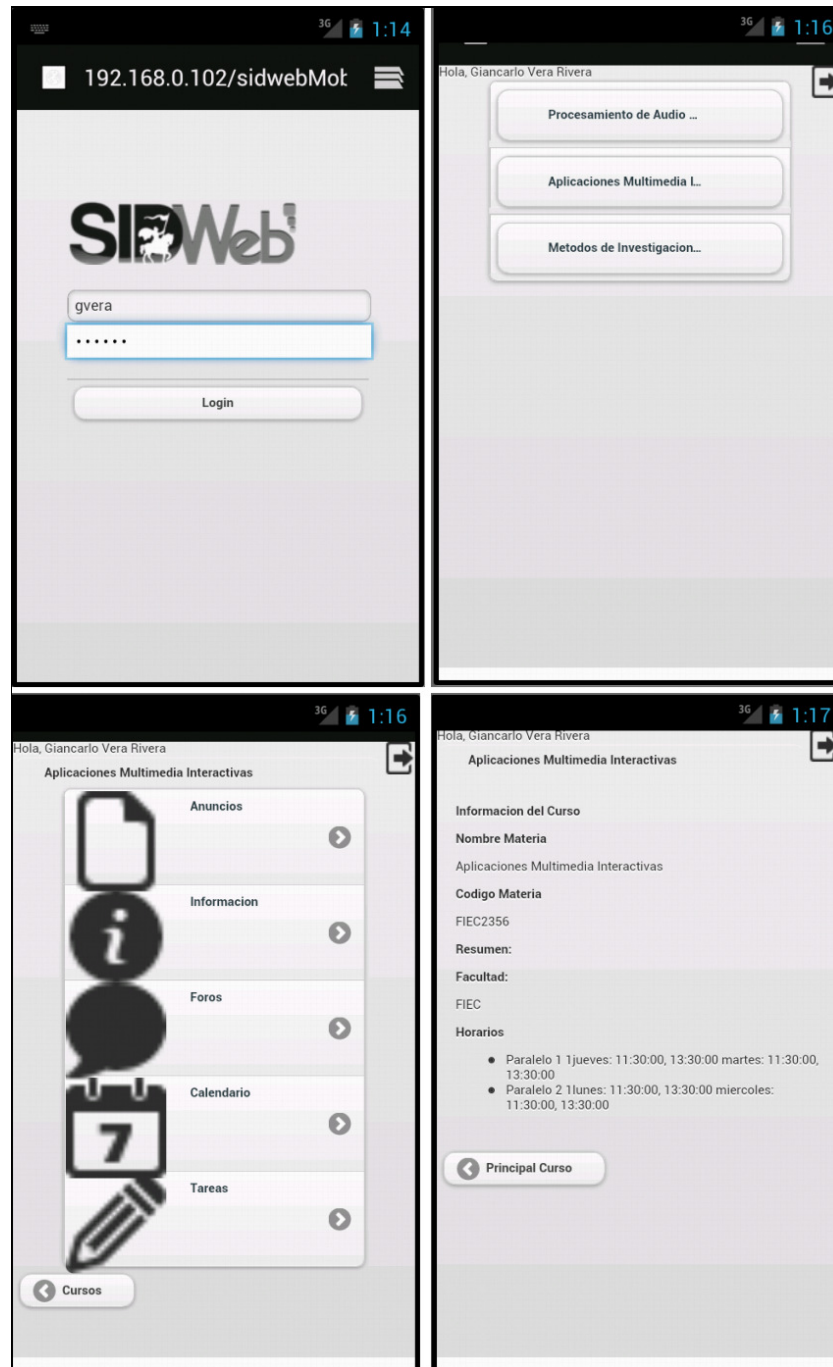 3G 1:14
192.168.0.102/sidwebMob
SIDWeb
gvera
••••••
Login
3G 1:16
Hola, Giancarlo Vera Rivera
Procesamiento de Audio ...
Aplicaciones Multimedia I...
Metodos de Investigacion...
3G 1:16
Hola, Giancarlo Vera Rivera
Aplicaciones Multimedia Interactivas
Anuncios
Informacion
Foros
Calendario
7
Tareas
Cursos
3G 1:17
Hola, Giancarlo Vera Rivera
Aplicaciones Multimedia Interactivas
Informacion del Curso
Nombre Materia
Aplicaciones Multimedia Interactivas
Codigo Materia
FIEC2356
Resumen:
Facultad:
FIEC
Horarios
• Paralelo 1 1jueves: 11:30:00, 13:30:00 martes: 11:30:00,
13:30:00
• Paralelo 2 1lunes: 11:30:00, 13:30:00 miercoles:
11:30:00, 13:30:00
Principal Curso